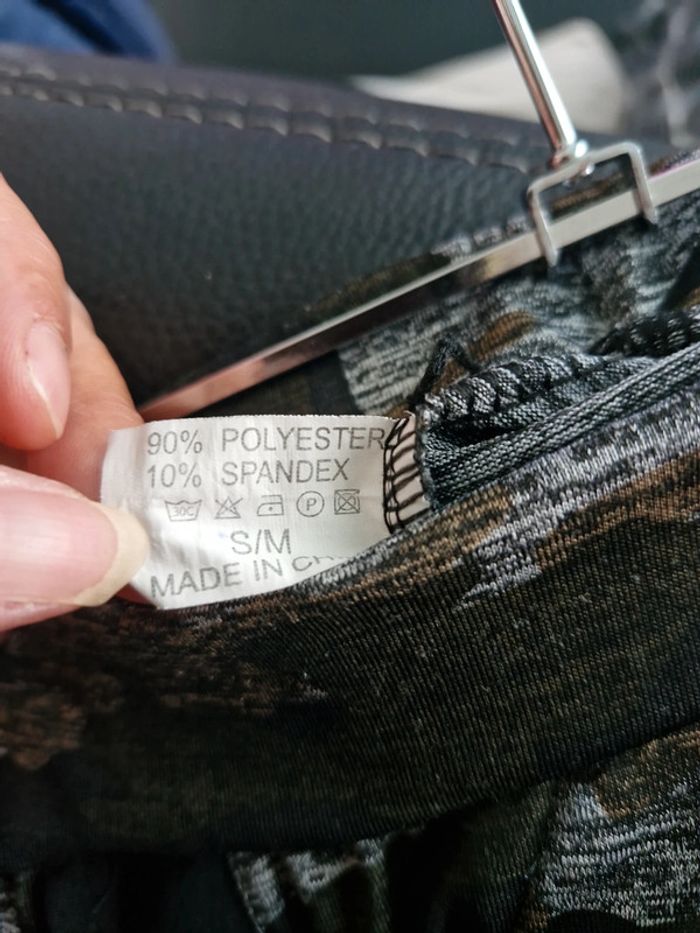 90% POLYESTER
10% SPANDEX
30C P
S/M
MADE IN